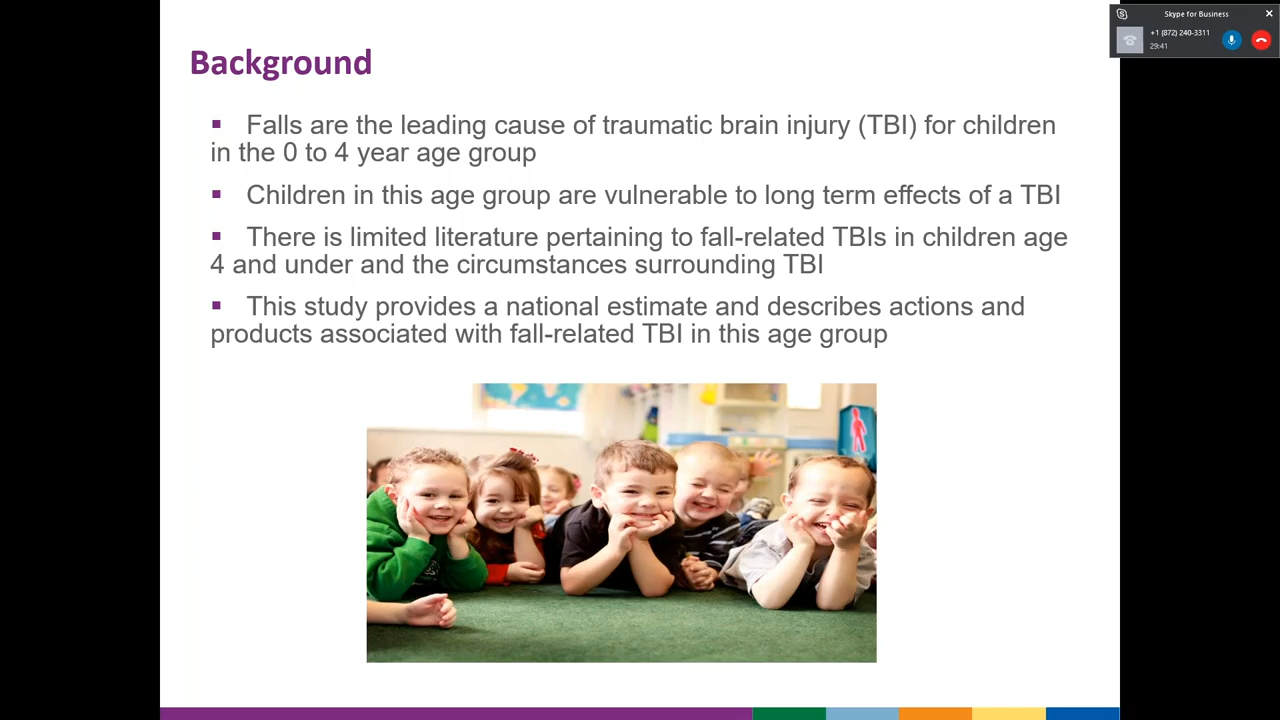 Skype for Business
+1 (872) 240-3311
29:41
Background
▪ Falls are the leading cause of traumatic brain injury (TBI) for children
in the 0 to 4 year age group
▪ Children in this age group are vulnerable to long term effects of a TBI
▪ There is limited literature pertaining to fall-related TBIs in children age
4 and under and the circumstances surrounding TBI
▪ This study provides a national estimate and describes actions and
products associated with fall-related TBI in this age group